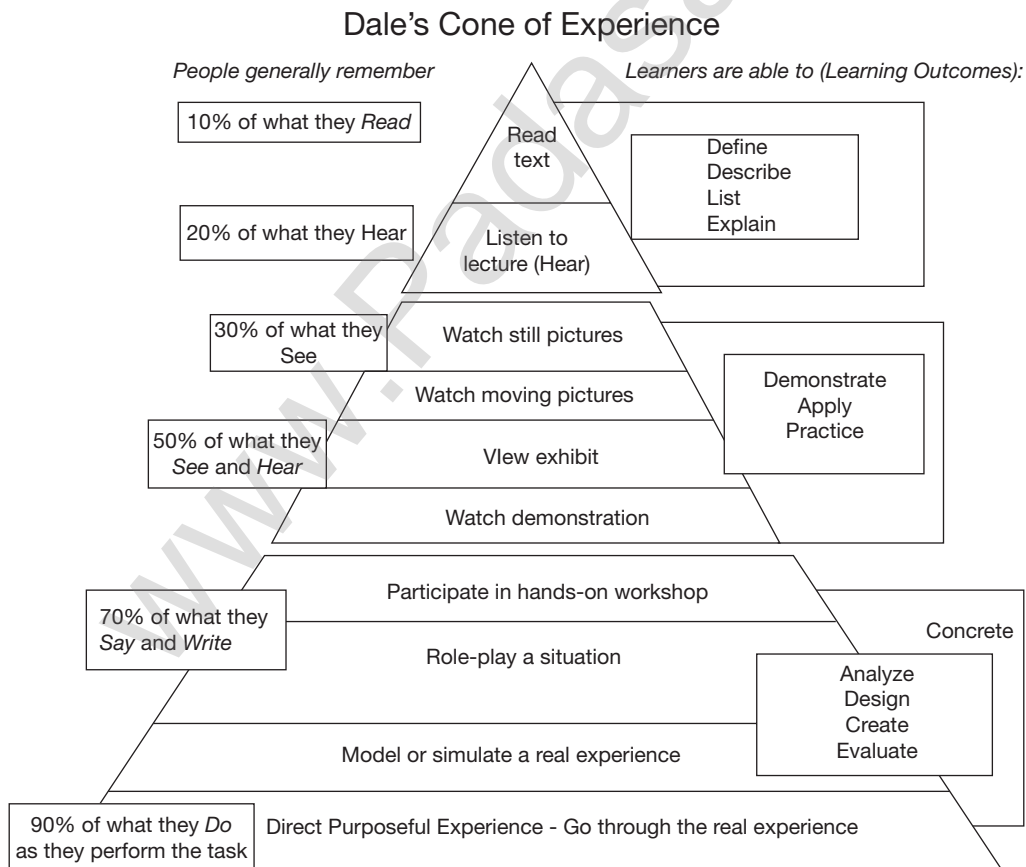 Dale's Cone of Experience
People generally remember
Learners are able to (Learning Outcomes):
10% of what they Read
Read
text
Define
Describe
List
Explain
20% of what they Hear
Listen to
lecture (Hear)
30% of what they
See
Watch still pictures
Watch moving pictures
Demonstrate
Apply
Practice
50% of what they
See and Hear
VIew exhibit
Watch demonstration
Participate in hands-on workshop
70% of what they
Say and Write
Concrete
Role-play a situation
Analyze
Design
Create
Evaluate
Model or simulate a real experience
90% of what they Do
as they perform the task
Direct Purposeful Experience - Go through the real experience
www.Padasa